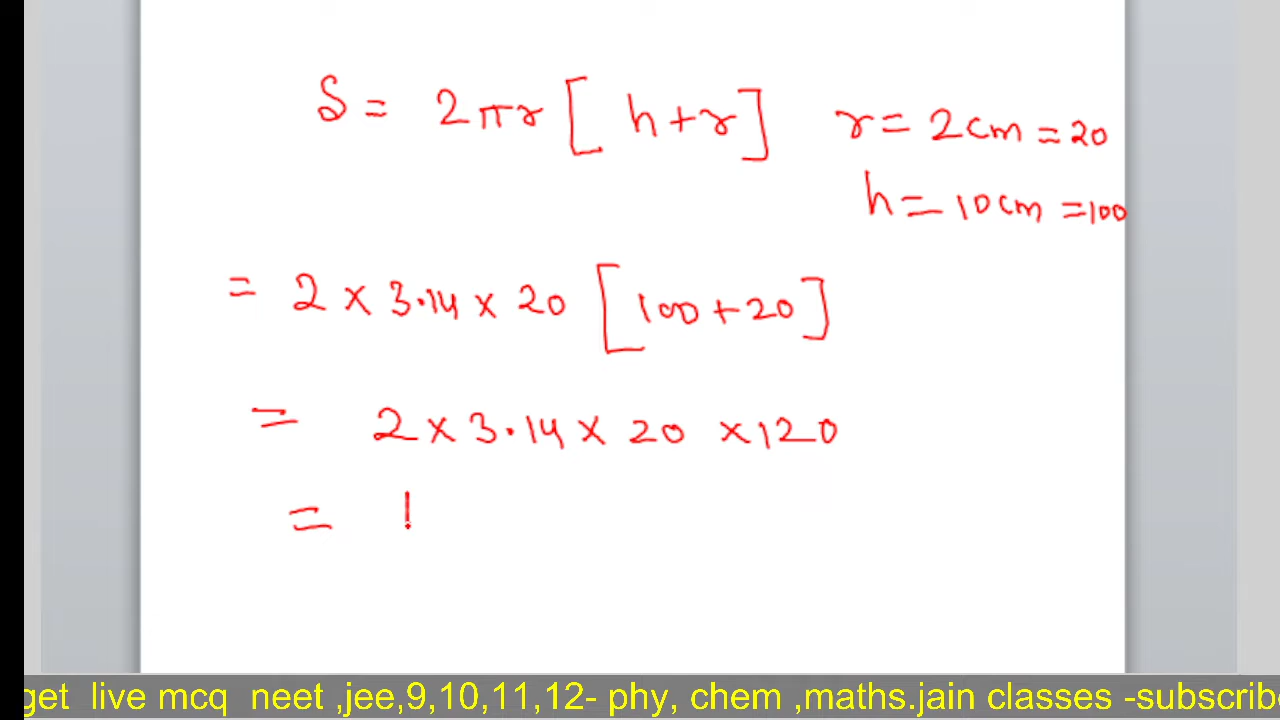 S = 2πr [h+r] r = 2cm = 20
h = 10cm = 100
= 2 × 3.14 × 20 [100+20]
= 2 × 3.14 × 20 × 120
= 1
get live mcq neet ,jee,9,10,11,12- phy, chem ,maths.jain classes -subscrib